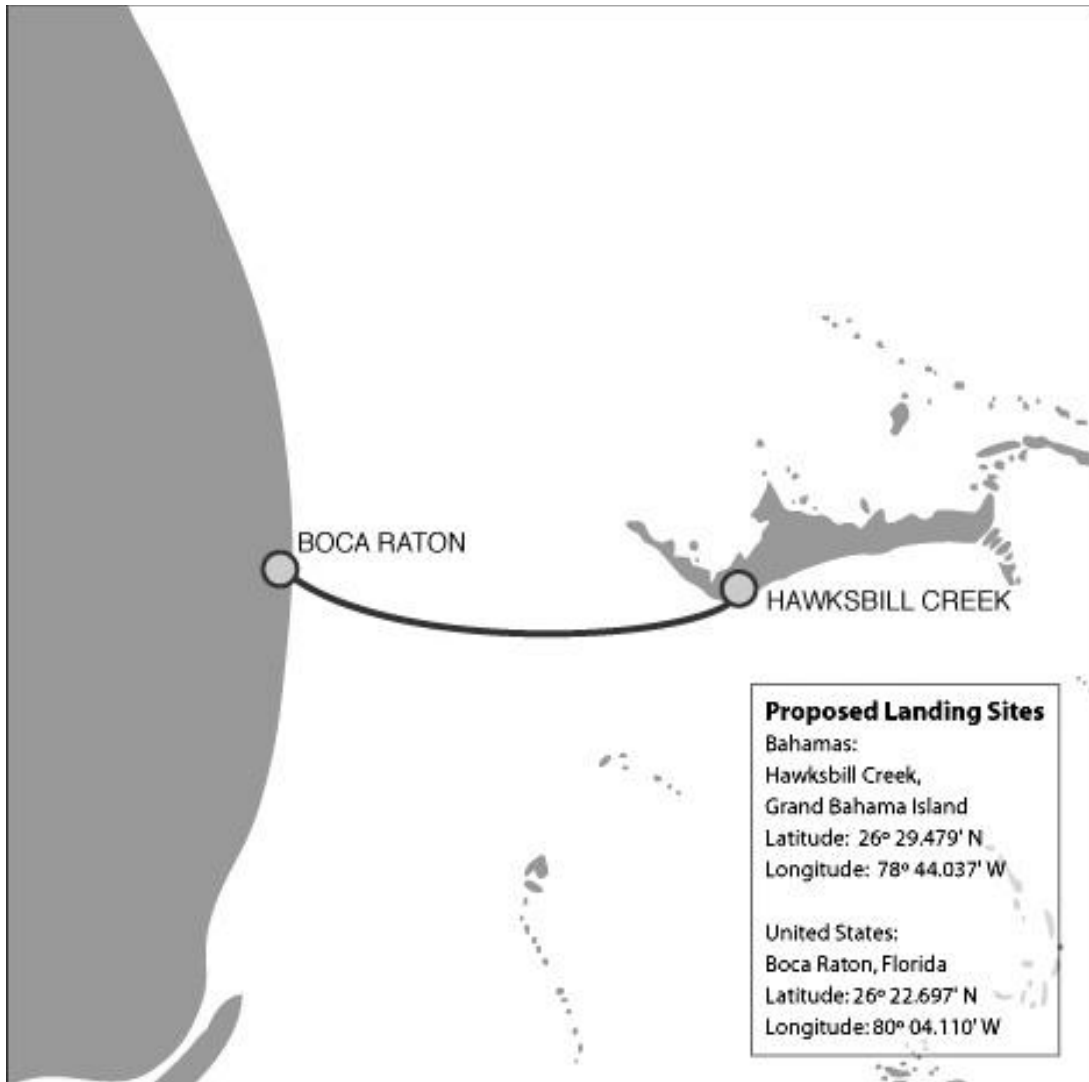 BOCA RATON
HAWKSBILL CREEK
Proposed Landing Sites
Bahamas:
Hawksbill Creek,
Grand Bahama Island
Latitude: 26º 29.479' N
Longitude: 78º 44.037' W
United States:
Boca Raton, Florida
Latitude: 26º 22.697' N
Longitude: 80º 04.110' W